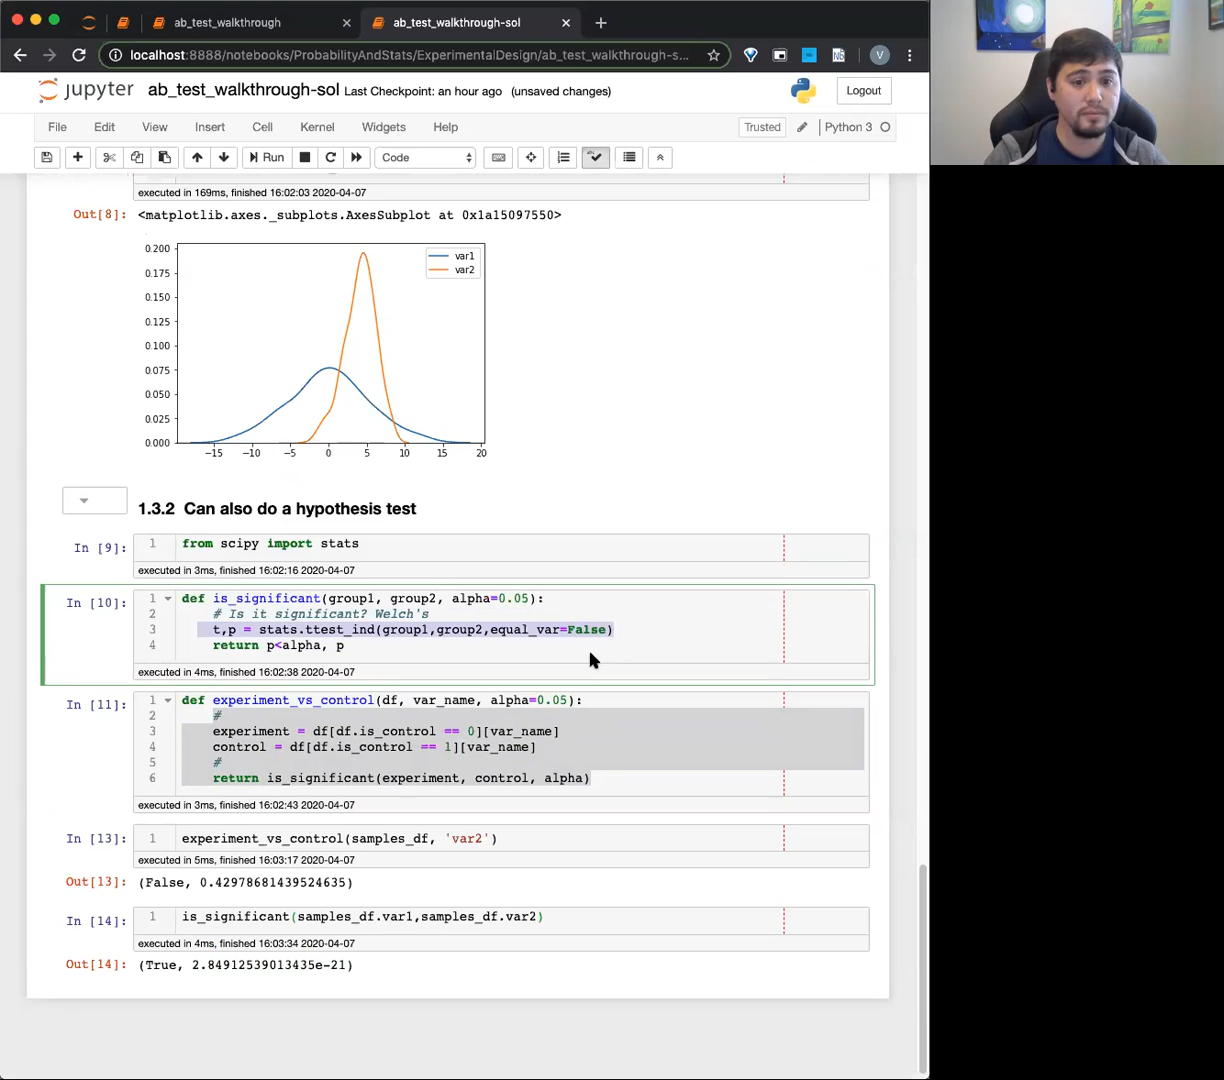 ab_test_walkthrough
ab_test_walkthrough-sol
localhost:8888/notebooks/ProbabilityAndStats/ExperimentalDesign/ab_test_walkthrough-s...
V
jupyter ab_test_walkthrough-sol Last Checkpoint: an hour ago (unsaved changes)
Logout
File Edit View Insert Cell Kernel Widgets Help
Trusted Python 3
Run Code
executed in 169ms, finished 16:02:03 2020-04-07
Out[8]: <matplotlib.axes._subplots.AxesSubplot at 0x1a15097550>
0.200
0.175
0.150
0.125
0.100
0.075
0.050
0.025
0.000
var1
var2
−15 −10 −5 0 5 10 15 20
1.3.2 Can also do a hypothesis test
In [9]: 1 from scipy import stats
executed in 3ms, finished 16:02:16 2020-04-07
In [10]: 1 def is_significant(group1, group2, alpha=0.05):
2 # Is it significant? Welch's
3 t,p = stats.ttest_ind(group1,group2,equal_var=False)
4 return p<alpha, p
executed in 4ms, finished 16:02:38 2020-04-07
In [11]: 1 def experiment_vs_control(df, var_name, alpha=0.05):
2 #
3 experiment = df[df.is_control == 0][var_name]
4 control = df[df.is_control == 1][var_name]
5 #
6 return is_significant(experiment, control, alpha)
executed in 3ms, finished 16:02:43 2020-04-07
In [13]: 1 experiment_vs_control(samples_df, 'var2')
executed in 5ms, finished 16:03:17 2020-04-07
Out[13]: (False, 0.42978681439524635)
In [14]: 1 is_significant(samples_df.var1,samples_df.var2)
executed in 4ms, finished 16:03:34 2020-04-07
Out[14]: (True, 2.84912539013435e-21)